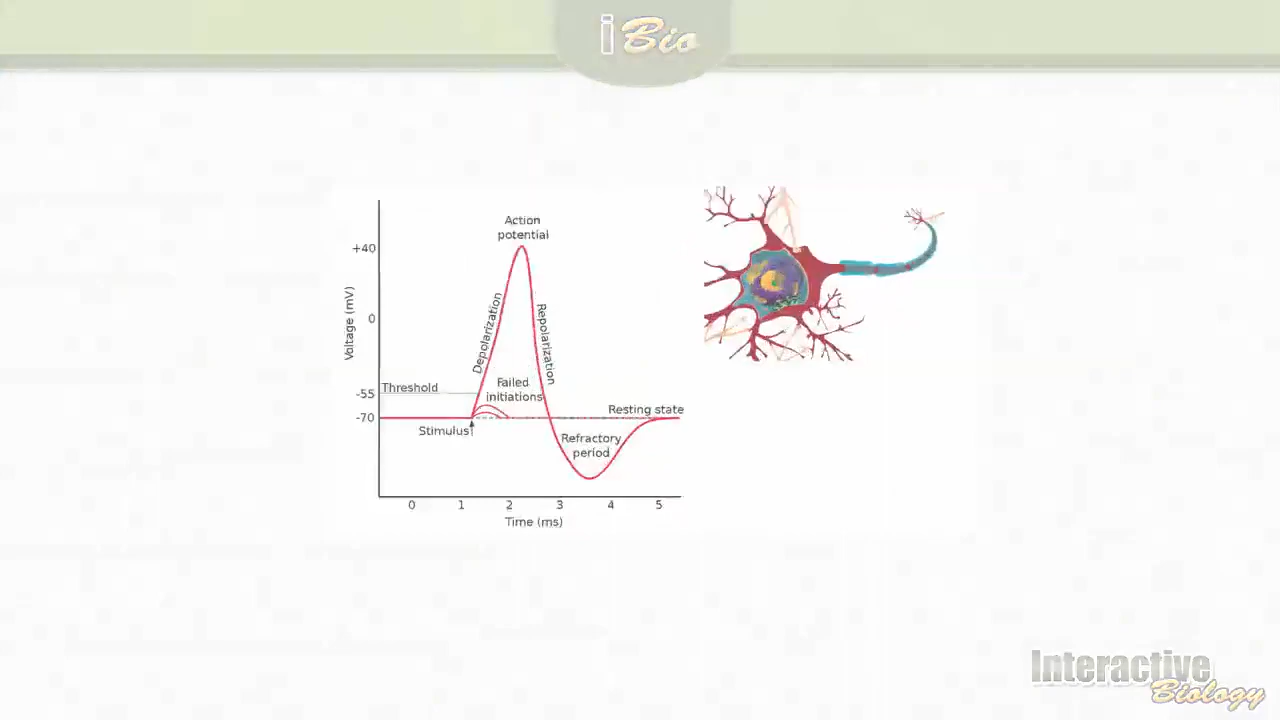 i Bio
Action
potential
+40
Voltage (mV)
0
Depolarization
Repolarization
Failed
initiations
Threshold
-55
-70
Resting state
Stimulus
Refractory
period
0 1 2 3 4 5
Time (ms)
Interactive
Biology